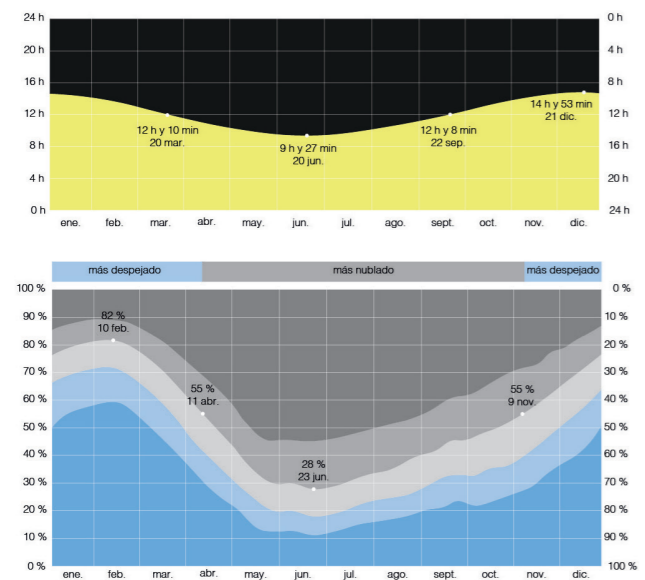 24 h 0 h
20 h 4 h
16 h 8 h
14 h y 53 min
21 dic.
12 h 12 h
12 h y 10 min
20 mar.
12 h y 8 min
22 sep.
9 h y 27 min
20 jun.
8 h 16 h
4 h 20 h
0 h 24 h
ene. feb. mar. abr. may. jun. jul. ago. sept. oct. nov. dic.
más despejado más nublado más despejado
100 % 0 %
90 % 10 %
82 %
10 feb.
80 % 20 %
70 % 30 %
55 %
11 abr.
55 %
9 nov.
60 % 40 %
50 % 50 %
40 % 60 %
28 %
23 jun.
30 % 70 %
20 % 80 %
10 % 90 %
0 % 100 %
ene. feb. mar. abr. may. jun. jul. ago. sept. oct. nov. dic.